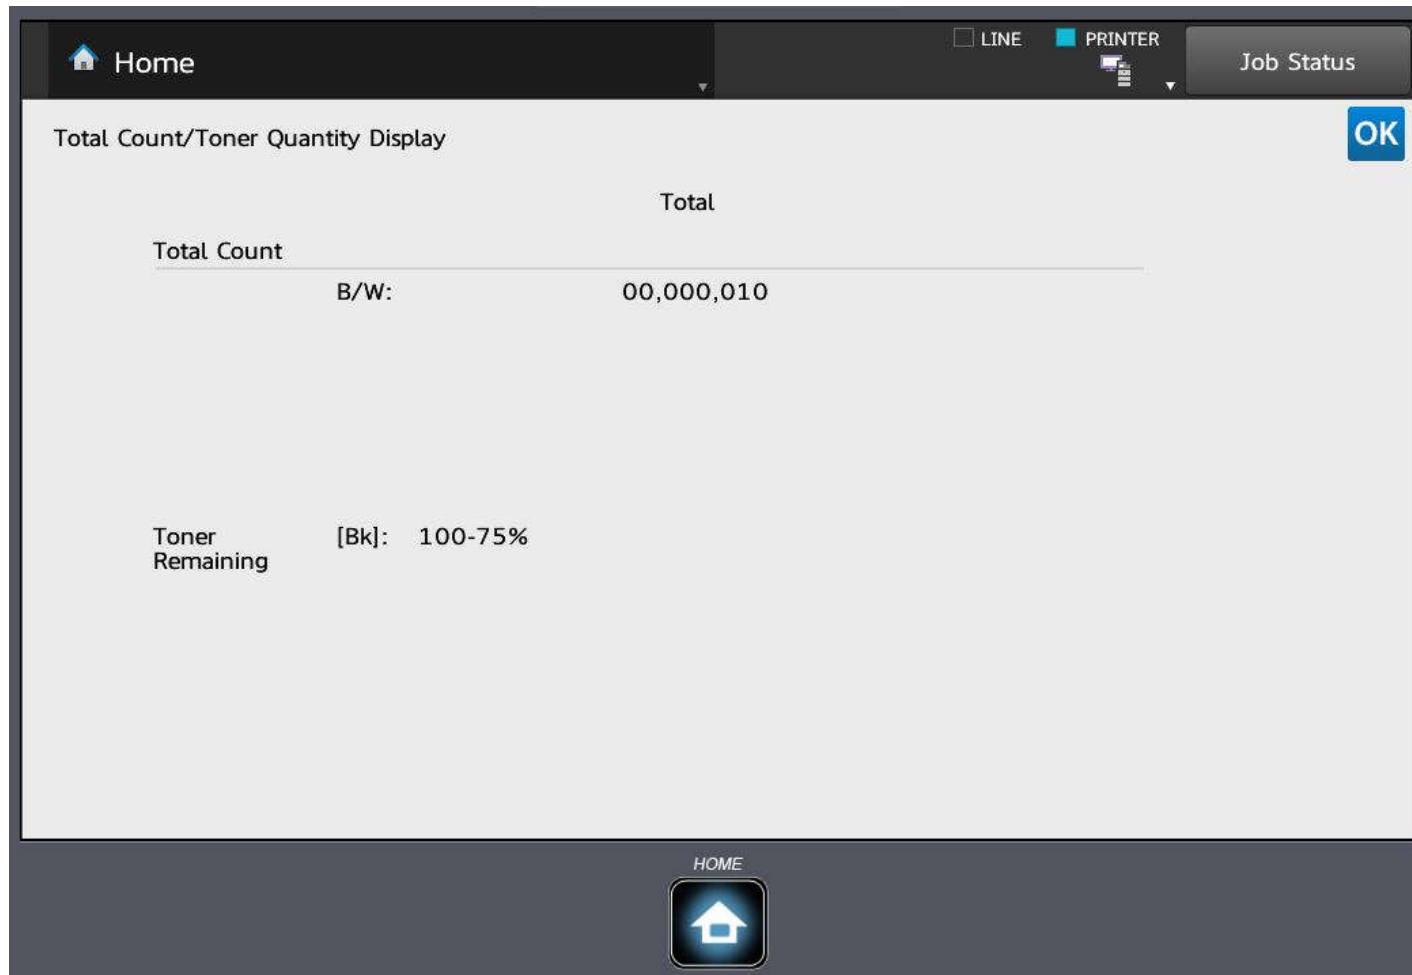 Home
LINE
PRINTER
Job Status
Total Count/Toner Quantity Display
OK
Total
Total Count
B/W: 00,000,010
Toner
Remaining
[Bk]: 100-75%
HOME